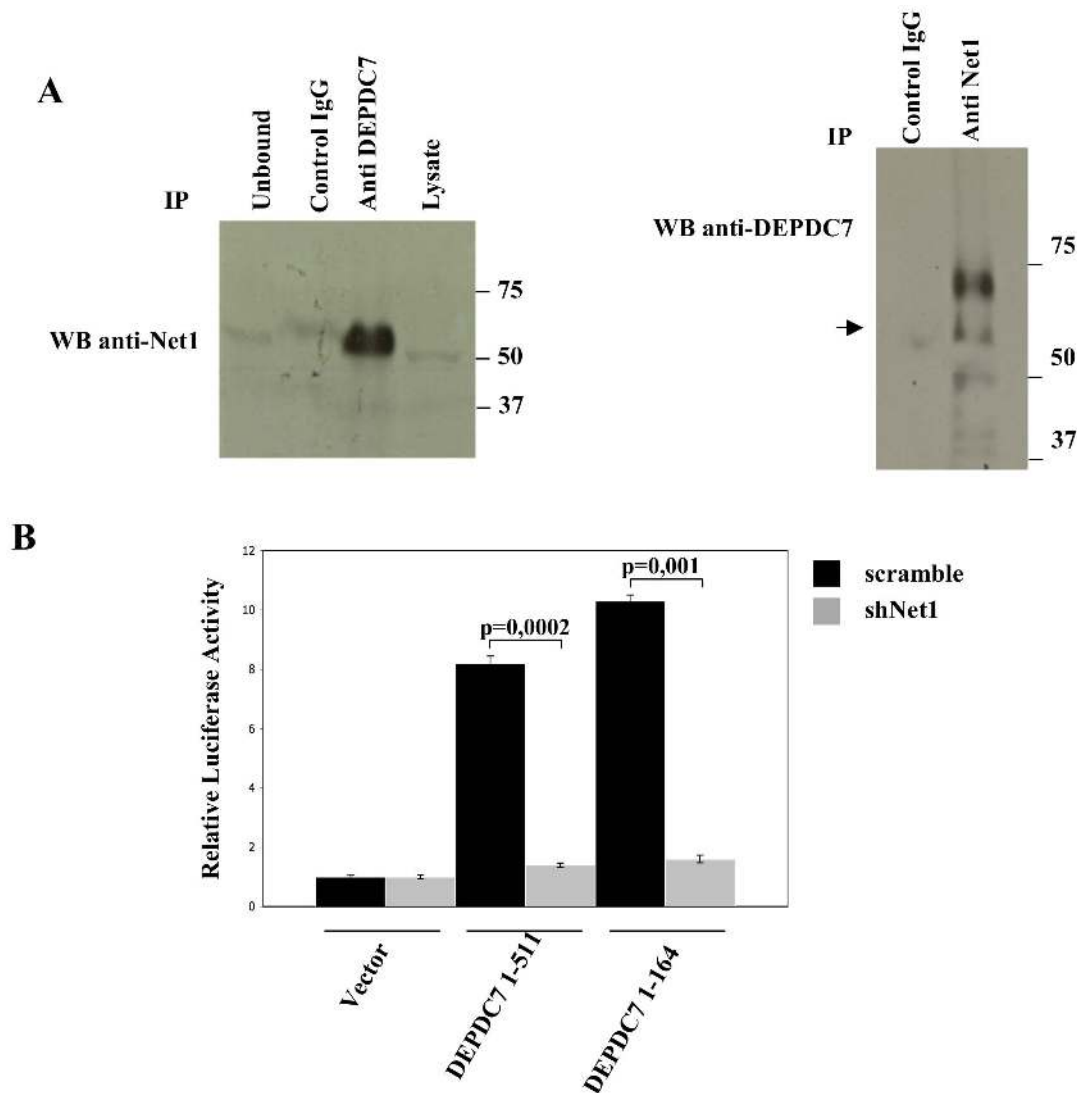 A
IP
Unbound
Control IgG
Anti DEPDC7
Lysate
WB anti-Net1
– 75
– 50
– 37
IP
Control IgG
Anti Net1
WB anti-DEPDC7
75
50
37
B
Relative Luciferase Activity
12
10
8
6
4
2
0
p=0,0002
p=0,001
scramble
shNet1
Vector
DEPDC7 1-511
DEPDC7 1-164